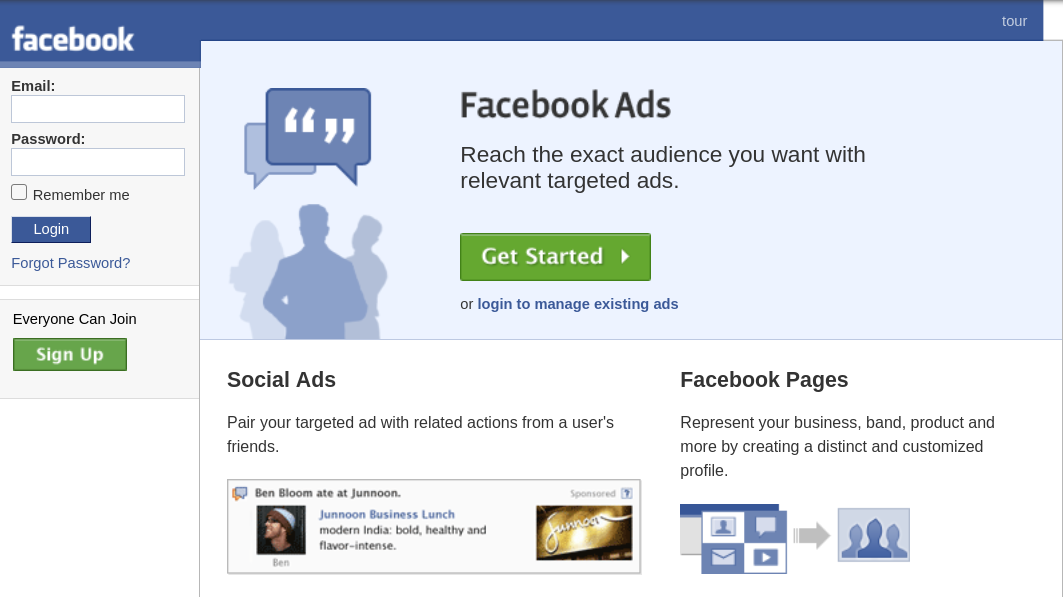 tour
facebook
Email:
Password:
Remember me
Login
Forgot Password?
Everyone Can Join
Sign Up
Facebook Ads
Reach the exact audience you want with
relevant targeted ads.
Get Started
or login to manage existing ads
Social Ads
Pair your targeted ad with related actions from a user's
friends.
Ben Bloom ate at Junnoon.
Sponsored ?
Junnoon Business Lunch
modern India: bold, healthy and
flavor-intense.
Ben
Junnoon
Facebook Pages
Represent your business, band, product and
more by creating a distinct and customized
profile.